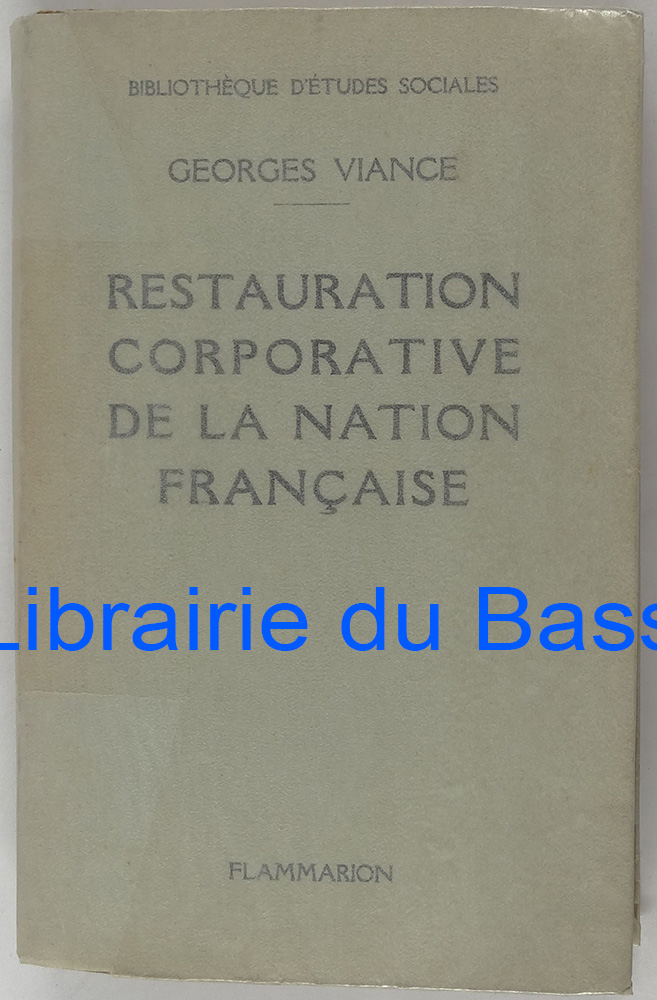 BIBLIOTHÈQUE D'ÉTUDES SOCIALES
GEORGES VIANCE
RESTAURATION
CORPORATIVE
DE LA NATION
FRANÇAISE
Librairie du Bass
FLAMMARION